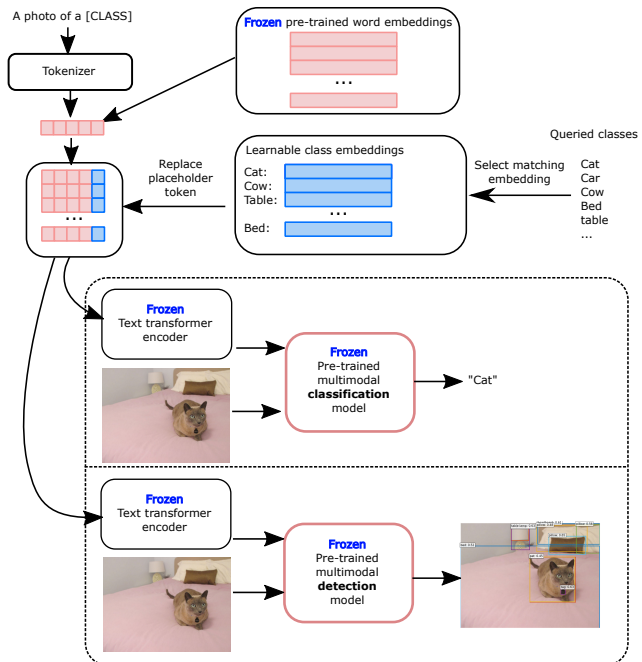 A photo of a [CLASS]
Frozen pre-trained word embeddings
Tokenizer
...
Queried classes
Learnable class embeddings
Cat:
Cow:
Table:
...
Bed:
Replace
placeholder
token
Select matching
embedding
Cat
Car
Cow
Bed
table
...
...
Frozen
Text transformer
encoder
Frozen
Pre-trained
multimodal
classification
model
"Cat"
Frozen
Text transformer
encoder
Frozen
Pre-trained
multimodal
detection
model